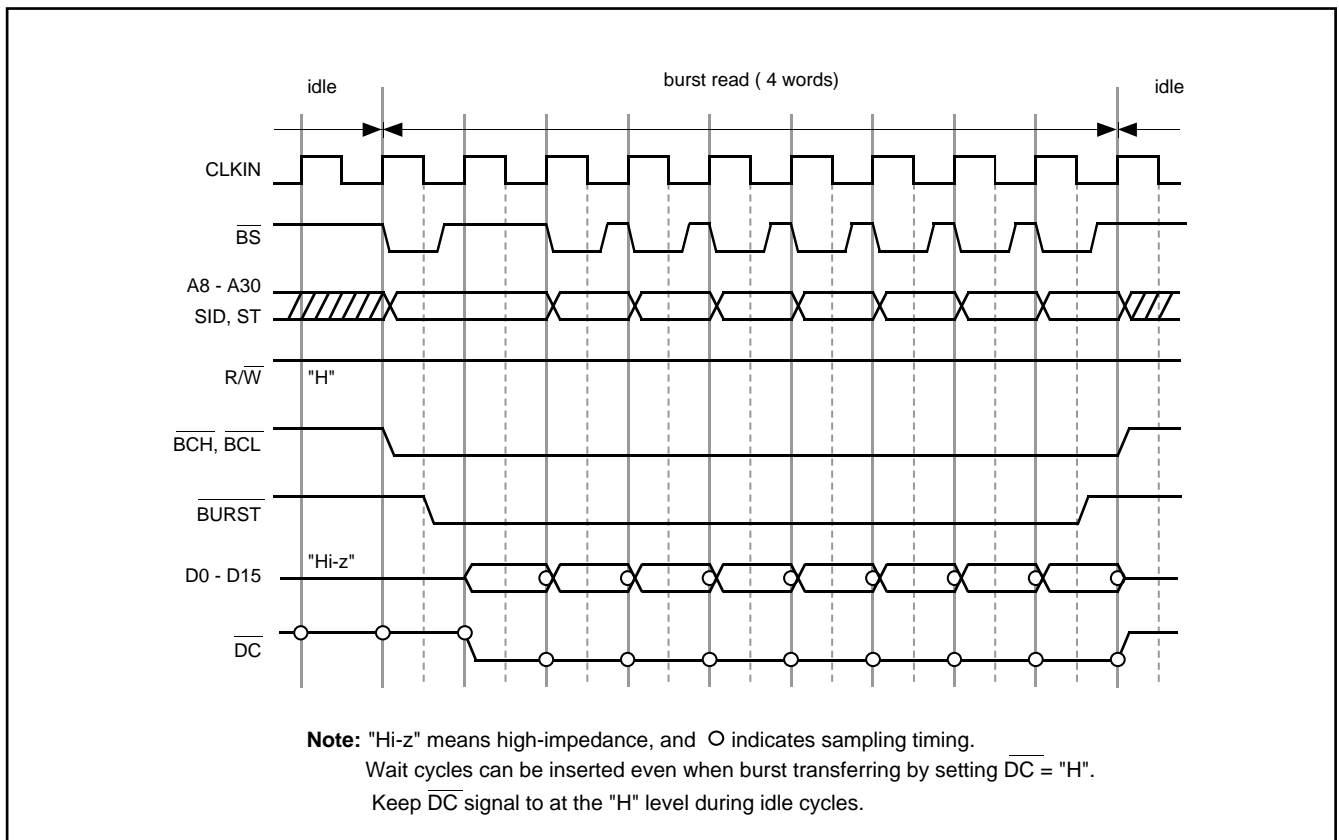 idle
burst read ( 4 words)
idle
CLKIN
BS
A8 - A30
SID, ST
R/W
"H"
BCH, BCL
BURST
"Hi-z"
D0 - D15
DC
Note: "Hi-z" means high-impedance, and O indicates sampling timing.
Wait cycles can be inserted even when burst transferring by setting DC = "H".
Keep DC signal to at the "H" level during idle cycles.